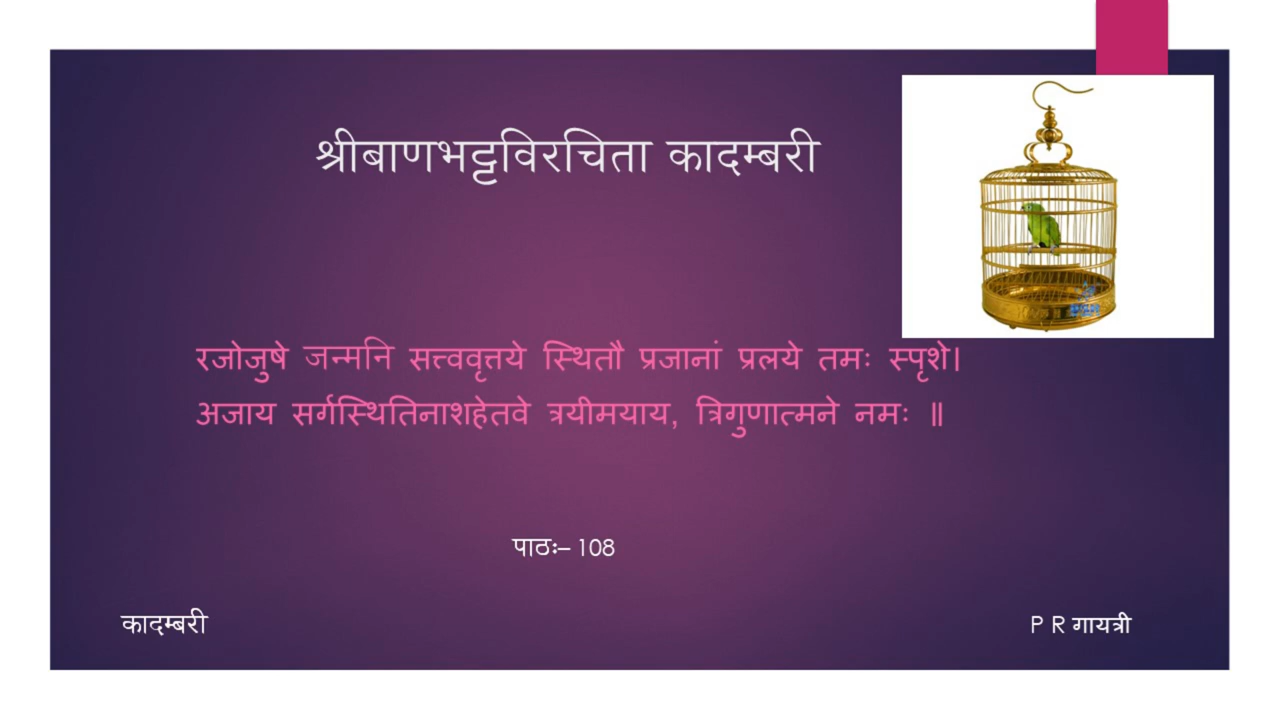 श्रीबाणभट्टविरचिता कादम्बरी
रजोजुषे जन्मनि सत्त्ववृत्तये स्थितौ प्रजानां प्रलये तमः स्पृशे।
अजाय सर्गस्थितिनाशहेतवे त्रयीमयाय, त्रिगुणात्मने नमः ॥
पाठः– 108
कादम्बरी
P R गायत्री